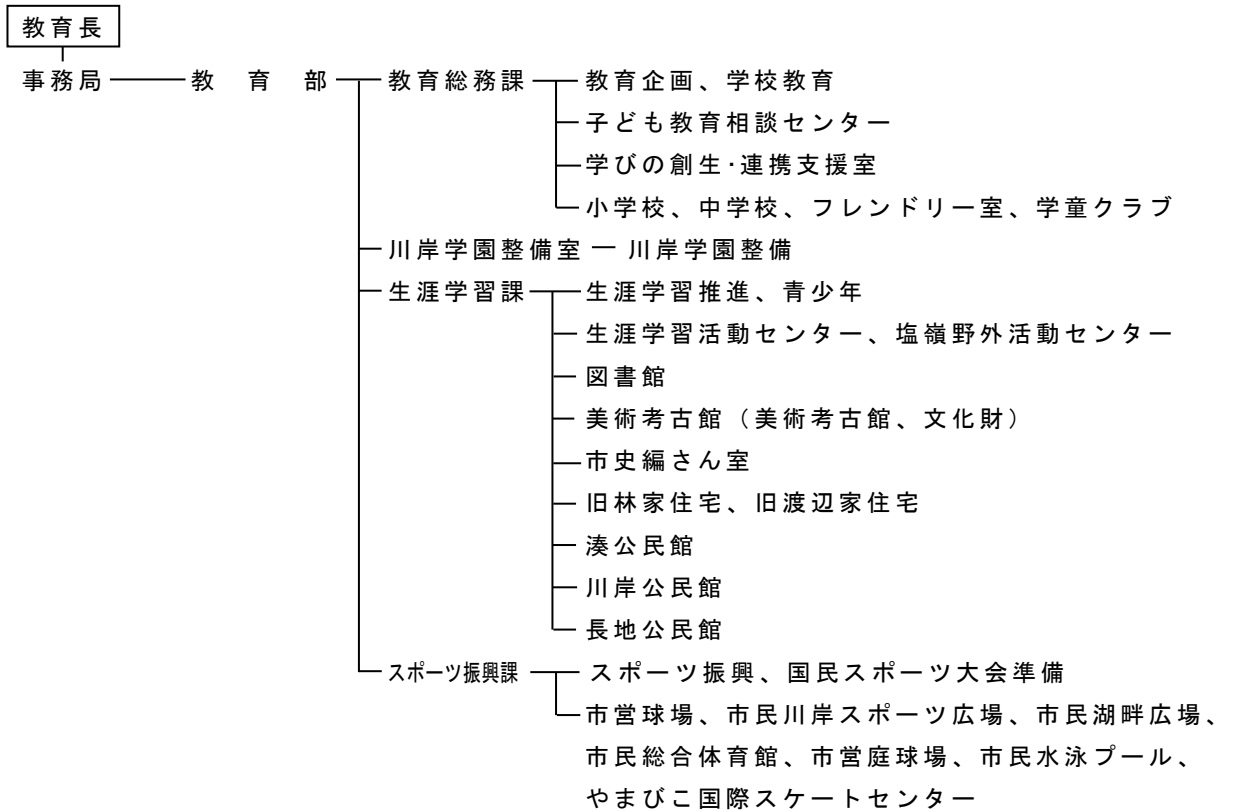 教育長
事務局 教育部 教育総務課 教育企画、学校教育
子ども教育相談センター
学びの創生・連携支援室
小学校、中学校、フレンドリー室、学童クラブ
川岸学園整備室 川岸学園整備
生涯学習課 生涯学習推進、青少年
生涯学習活動センター、塩嶺野外活動センター
図書館
美術考古館（美術考古館、文化財）
市史編さん室
旧林家住宅、旧渡辺家住宅
湊公民館
川岸公民館
長地公民館
スポーツ振興課 スポーツ振興、国民スポーツ大会準備
市営球場、市民川岸スポーツ広場、市民湖畔広場、
市民総合体育館、市営庭球場、市民水泳プール、
やまびこ国際スケートセンター